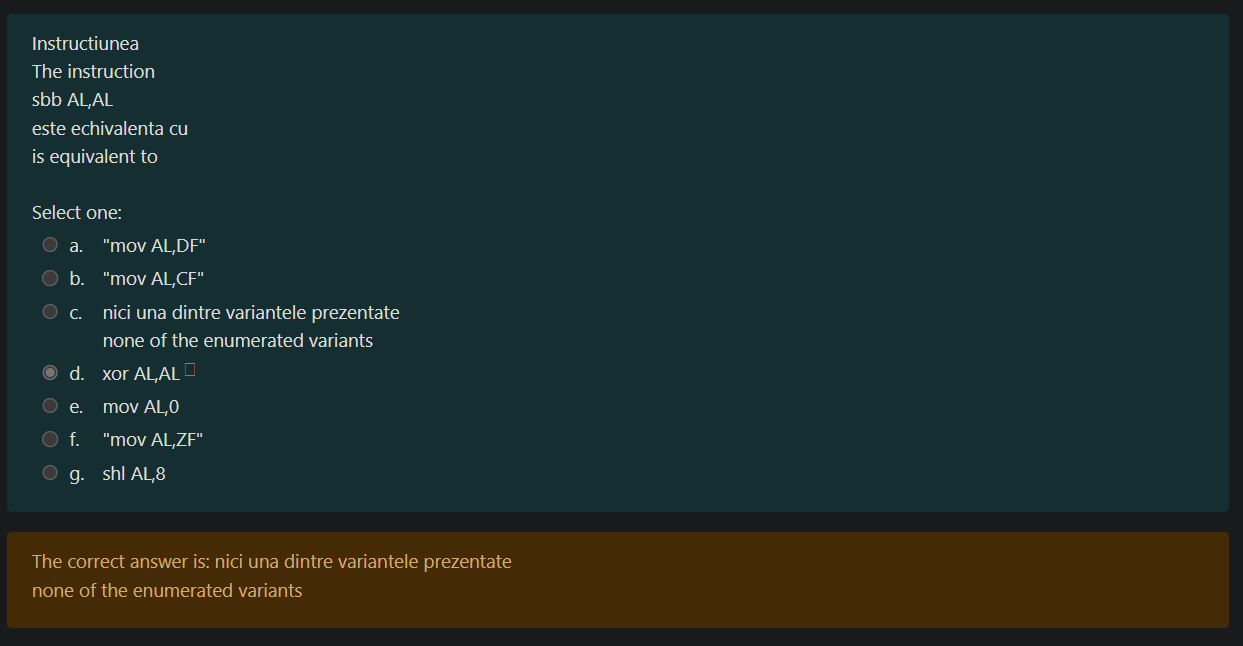 Instructiunea
The instruction
sbb AL,AL
este echivalenta cu
is equivalent to
Select one:
a. "mov AL,DF"
b. "mov AL,CF"
c. nici una dintre variantele prezentate
none of the enumerated variants
d. xor AL,AL
e. mov AL,0
f. "mov AL,ZF"
g. shl AL,8
The correct answer is: nici una dintre variantele prezentate
none of the enumerated variants